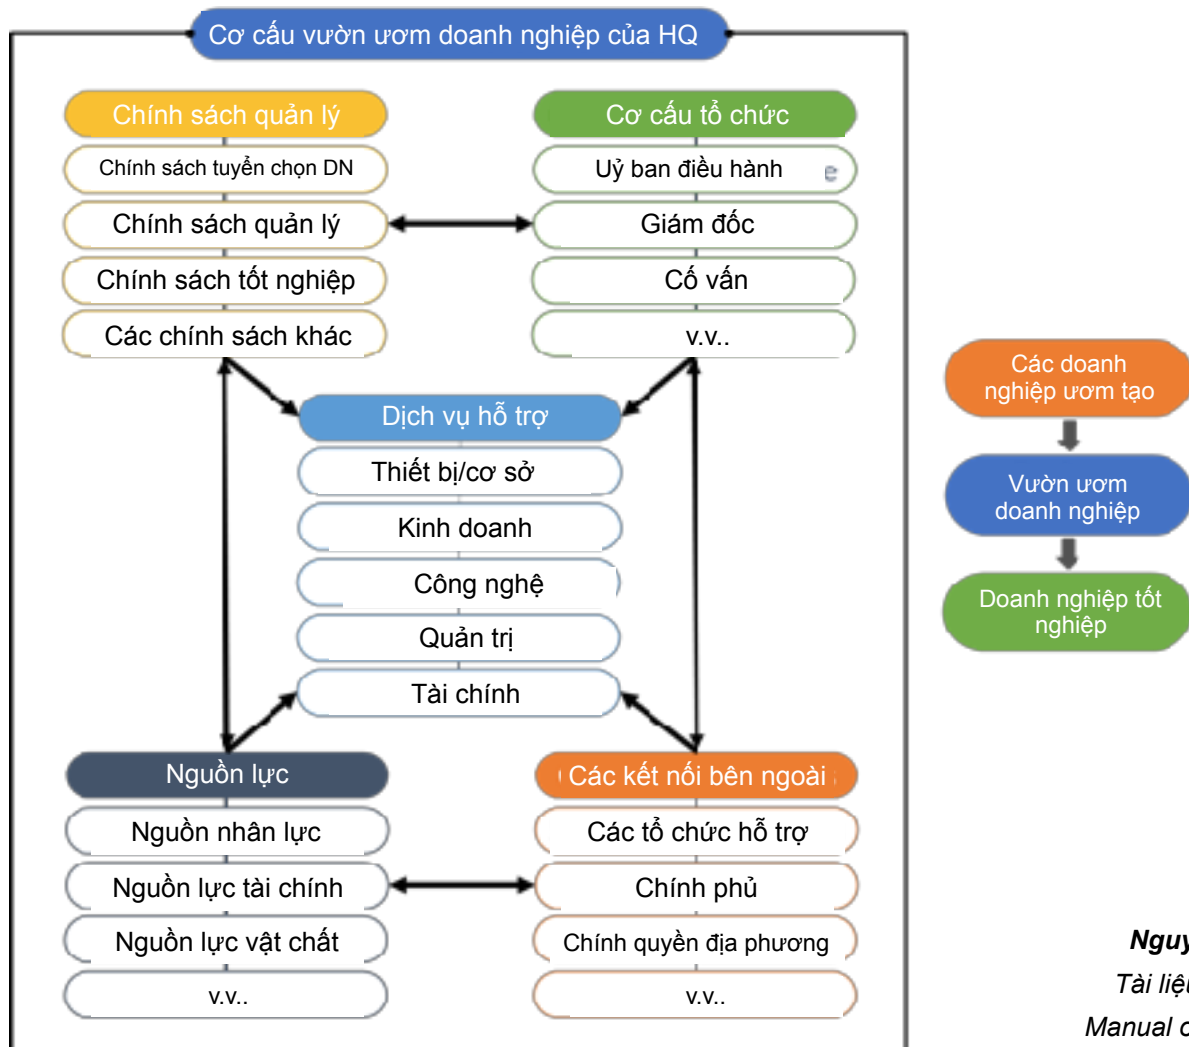 Cơ cấu vườn ươm doanh nghiệp của HQ
Chính sách quản lý
Chính sách tuyển chọn DN
Chính sách quản lý
Chính sách tốt nghiệp
Các chính sách khác
Cơ cấu tổ chức
Uỷ ban điều hành
Giám đốc
Cố vấn
v.v..
Dịch vụ hỗ trợ
Thiết bị/cơ sở
Kinh doanh
Công nghệ
Quản trị
Tài chính
Nguồn lực
Nguồn nhân lực
Nguồn lực tài chính
Nguồn lực vật chất
v.v..
Các kết nối bên ngoài
Các tổ chức hỗ trợ
Chính phủ
Chính quyền địa phương
v.v..
Các doanh
nghiệp ươm tạo
Vườn ươm
doanh nghiệp
Doanh nghiệp tốt
nghiệp
Tài
Manual